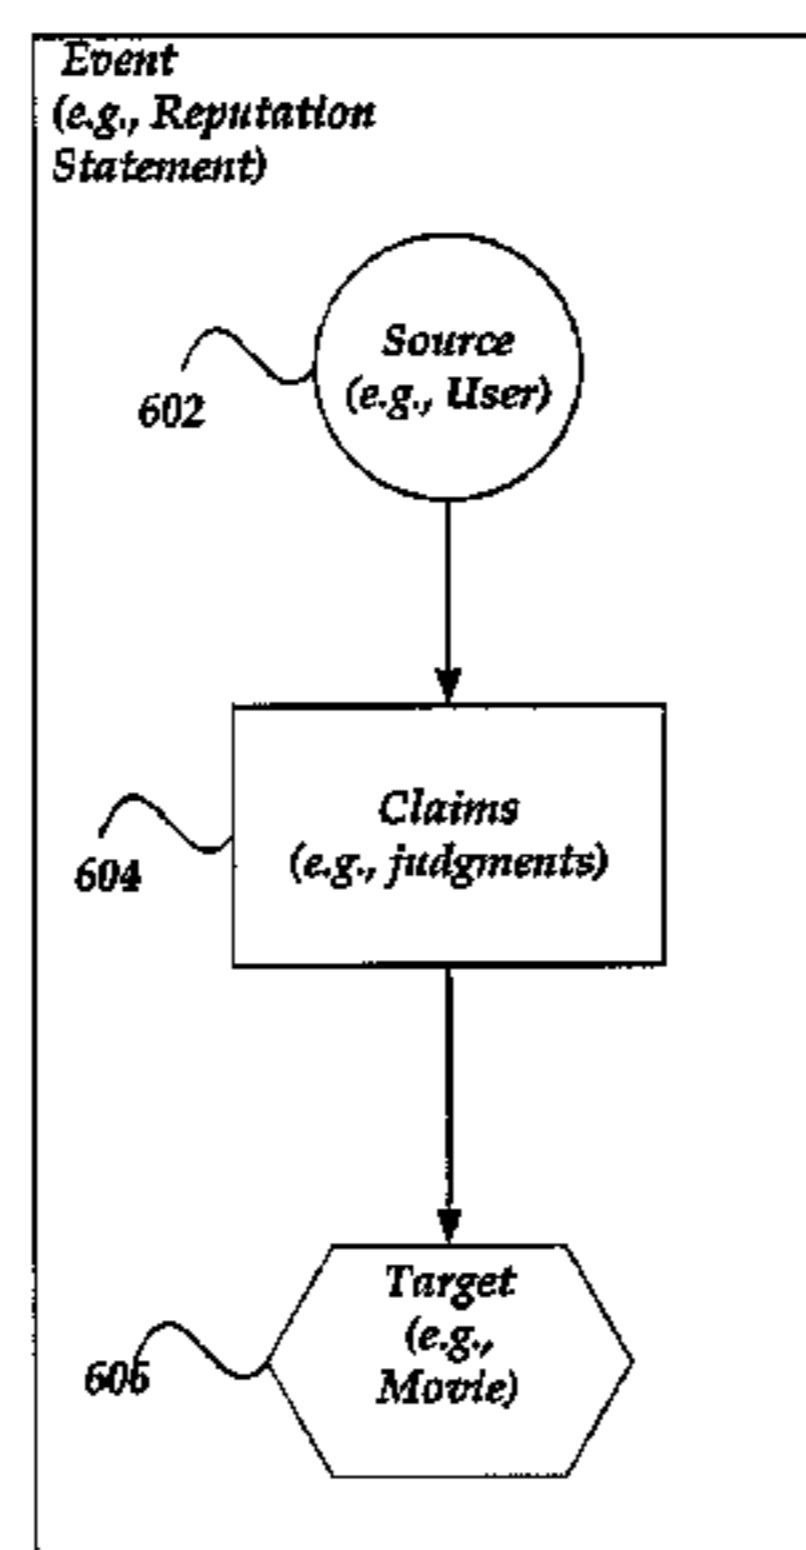 Event
(e.g., Reputation
Statement)
Source
(e.g., User)
602
Claims
(e.g., judgments)
604
Target
(e.g.,
Movie)
606